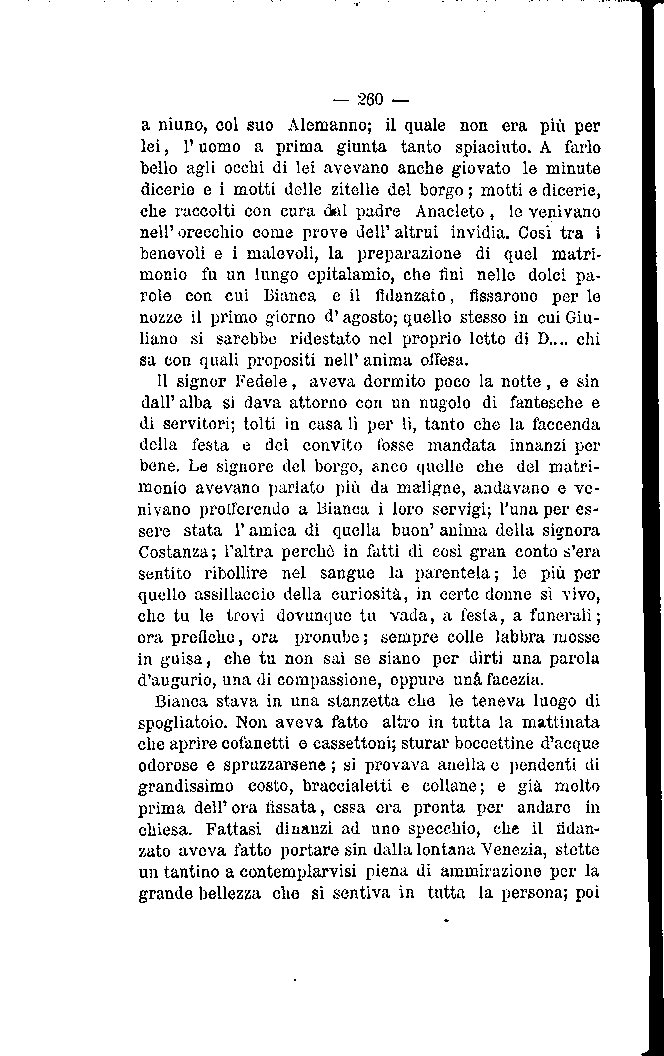 — 260 —
a niuno, col suo Alemanno; il quale non era più per
lei, l'uomo a prima giunta tanto spiaciuto. A farlo
bello agli occhi di lei avevano anche giovato le minute
dicerie e i motti delle zitelle del borgo; motti e dicerie,
che raccolti con cura dal padre Anacleto, le venivano
nell'orecchio come prove dell'altrui invidia. Così tra i
benevoli e i malevoli, la preparazione di quel matri-
monio fu un lungo epitalamio, che finì nelle dolci pa-
role con cui Bianca e il fidanzato, fissarono per le
nozze il primo giorno d'agosto; quello stesso in cui Giu-
liano si sarebbe ridestato nel proprio letto di D.... chi
sa con quali propositi nell'anima offesa.
Il signor Fedele, aveva dormito poco la notte, e sin
dall'alba si dava attorno con un nugolo di fantesche e
di servitori; tolti in casa lì per lì, tanto che la faccenda
della festa e del convito fosse mandata innanzi per
bene. Le signore del borgo, anco quelle che del matri-
monio avevano parlato più da maligne, andavano e ve-
nivano profferendo a Bianca i loro servigi; l'una per es-
sere stata l'amica di quella buon'anima della signora
Costanza; l'altra perchè in fatti di così gran conto s'era
sentito ribollire nel sangue la parentela; le più per
quello assillaccio della curiosità, in certe donne sì vivo,
che tu le trovi dovunque tu vada, a festa, a funerali;
ora prefiche, ora pronube; sempre colle labbra mosse
in guisa, che tu non sai se siano per dirti una parola
d'augurio, una di compassione, oppure unà facezia.
Bianca stava in una stanzetta che le teneva luogo di
spogliatoio. Non aveva fatto altro in tutta la mattinata
che aprire cofanetti e cassettoni; sturar boccettine d'acque
odorose e spruzzarsene; si provava anella e pendenti di
grandissimo costo, braccialetti e collane; e già molto
prima dell'ora fissata, essa era pronta per andare in
chiesa. Fattasi dinanzi ad uno specchio, che il fidan-
zato aveva fatto portare sin dalla lontana Venezia, stette
un tantino a contemplarvisi piena di ammirazione per la
grande bellezza che si sentiva in tutta la persona; poi